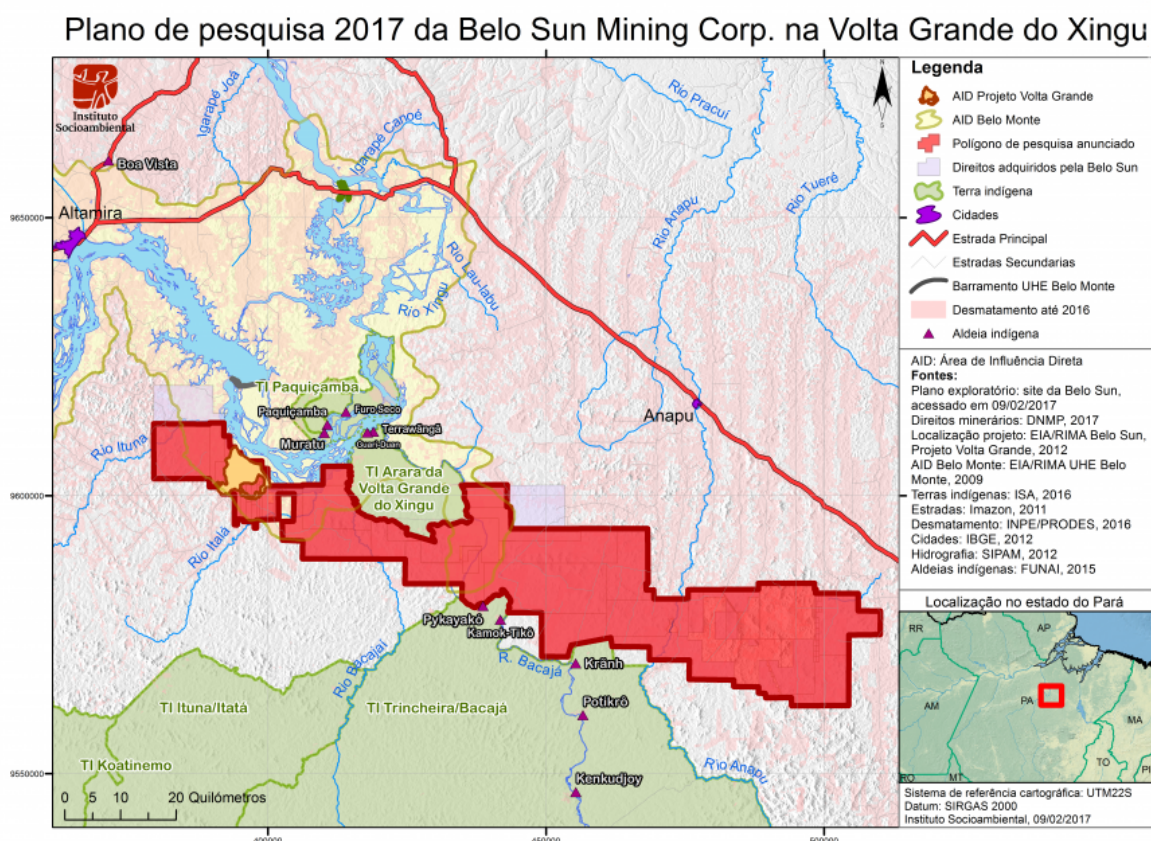 Plano de pesquisa 2017 da Belo Sun Mining Corp. na Volta Grande do Xingu
Instituto
Socioambiental
Igarapé Joá
Igarapé Canoé
Rio Pracuí
Rio Tueré
Rio Anapu
Boa Vista
Altamira
9650000
Rio Xingu
TI Paquiçamba
Paquiçamba
Furo Seco
Muratu
Terrawãngã
Guari-Duan
Anapu
Rio Ituna
TI Arara da
Volta Grande
do Xingu
9600000
Rio Itatá
Pykayakó
Kamok-Tikô
R. Bacajá
Krãnh
Rio Bacajaí
Potikrô
TI Ituna/Itatá
TI Trincheira/Bacajá
TI Koatinemo
Rio Anapu
Kenkudjoy
9550000
0 5 10 20 Quilómetros
Legenda
AID Projeto Volta Grande
AID Belo Monte
Polígono de pesquisa anunciado
Direitos adquiridos pela Belo Sun
Terra indígena
Cidades
Estrada Principal
Estradas Secundarias
Barramento UHE Belo Monte
Desmatamento até 2016
Aldeia indígena
AID: Área de Influência Direta
Fontes:
Plano exploratório: site da Belo Sun,
acessado em 09/02/2017
Direitos minerários: DNMP, 2017
Localização projeto: EIA/RIMA Belo Sun,
Projeto Volta Grande, 2012
AID Belo Monte: EIA/RIMA UHE Belo
Monte, 2009
Terras indígenas: ISA, 2016
Estradas: Imazon, 2011
Desmatamento: INPE/PRODES, 2016
Cidades: IBGE, 2012
Hidrografia: SIPAM, 2012
Aldeias indígenas: FUNAI, 2015
Localização no estado do Pará
RR
AP
AM
PA
MA
TO
PI
RO
MT
Sistema de referência cartográfica: UTM22S
Datum: SIRGAS 2000
Instituto Socioambiental, 09/02/2017